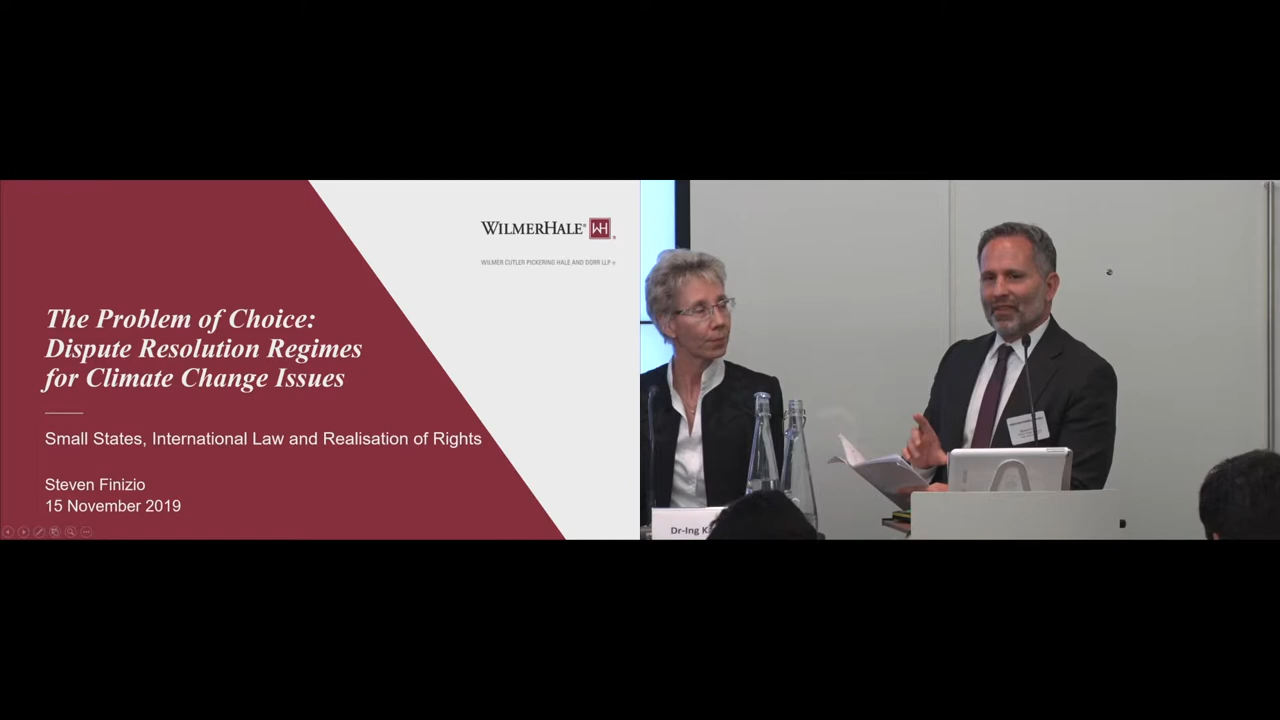 WILMERHALE® WH®
WILMER CUTLER PICKERING HALE AND DORR LLP ®
The Problem of Choice:
Dispute Resolution Regimes
for Climate Change Issues
Small States, International Law and Realisation of Rights
Steven Finizio
15 November 2019
Dr-Ing